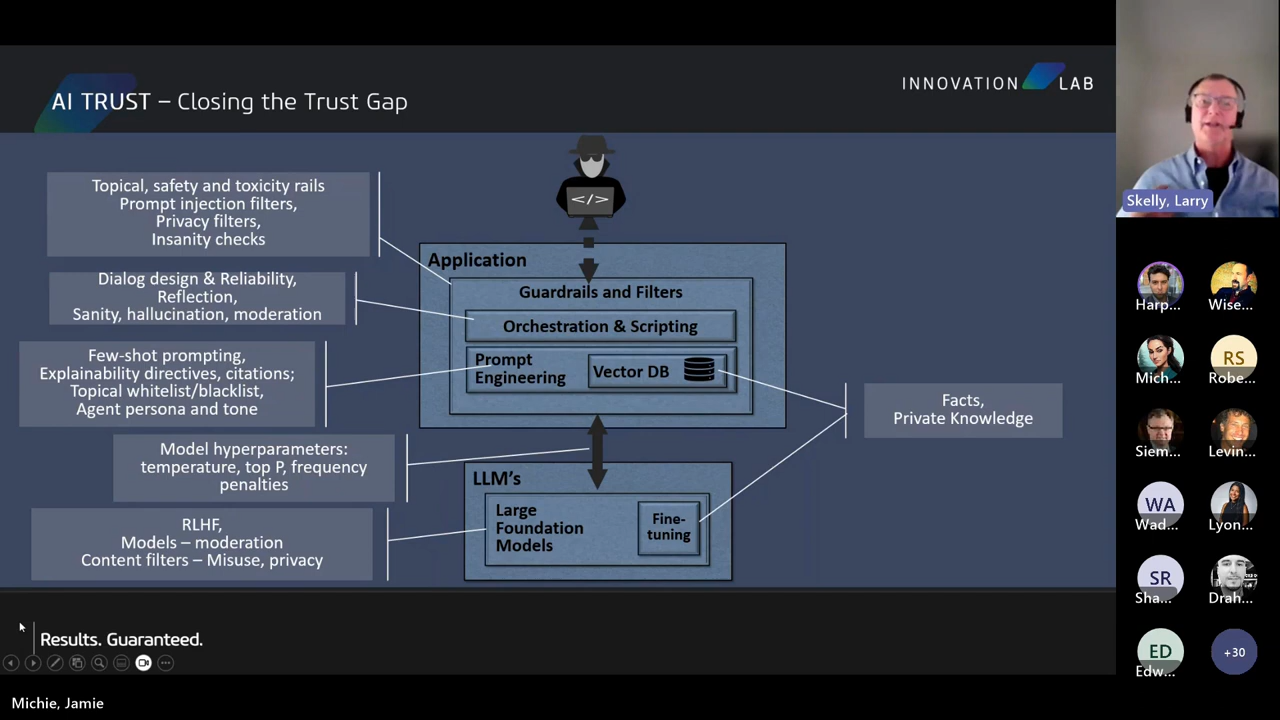 AI TRUST – Closing the Trust Gap
INNOVATION LAB
Topical, safety and toxicity rails
Prompt injection filters,
Privacy filters,
Insanity checks
Dialog design & Reliability,
Reflection,
Sanity, hallucination, moderation
Few-shot prompting,
Explainability directives, citations;
Topical whitelist/blacklist,
Agent persona and tone
Model hyperparameters:
temperature, top P, frequency
penalties
RLHF,
Models – moderation
Content filters – Misuse, privacy
</>
Application
Guardrails and Filters
Orchestration & Scripting
Prompt
Engineering
Vector DB
LLM's
Large
Foundation
Models
Fine-
tuning
Facts,
Private Knowledge
Results. Guaranteed.
Michie, Jamie
Skelly, Larry
Harp...
Wise...
Mich...
RS
Robe...
Siem...
Levin...
WA
Wad...
Lyon...
SR
Sha...
Drah...
ED
Edw...
+30